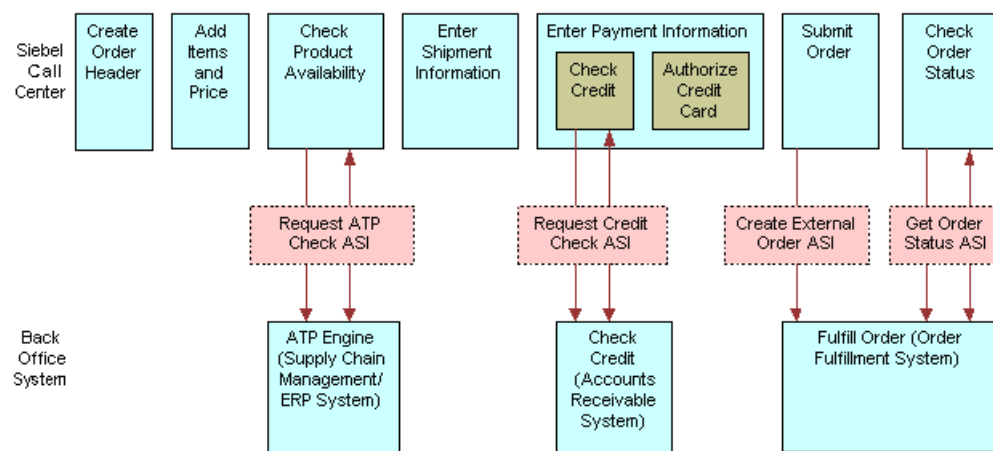 Siebel
Call
Center
Create
Order
Header
Add
Items
and
Price
Check
Product
Availability
Enter
Shipment
Information
Enter Payment Information
Check
Credit
Authorize
Credit
Card
Submit
Order
Check
Order
Status
Request ATP
Check ASI
Request Credit
Check ASI
Create External
Order ASI
Get Order
Status ASI
Back
Office
System
ATP Engine
(Supply Chain
Management/
ERP System)
Check
Credit
(Accounts
Receivable
System)
Fulfill Order (Order
Fulfillment System)